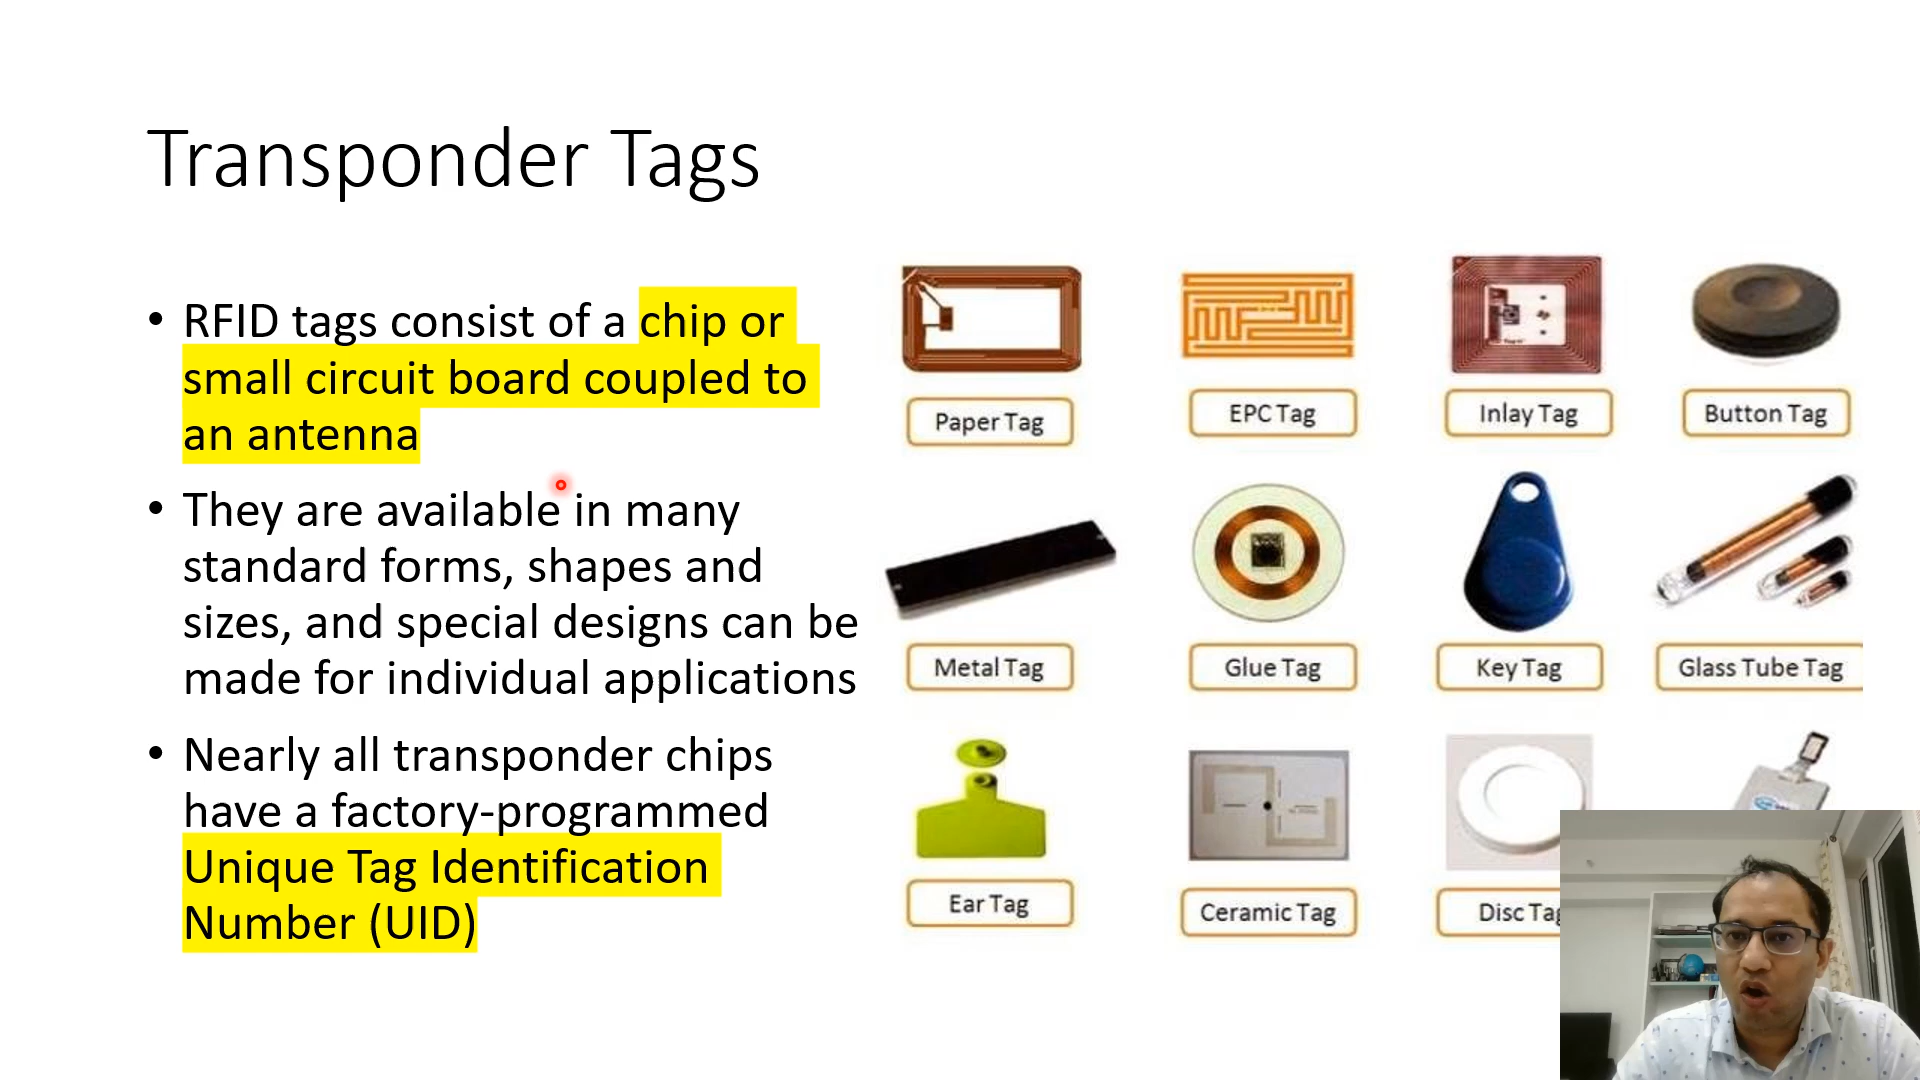 Transponder Tags
• RFID tags consist of a chip or
small circuit board coupled to
an antenna
• They are available in many
standard forms, shapes and
sizes, and special designs can be
made for individual applications
• Nearly all transponder chips
have a factory-programmed
Unique Tag Identification
Number (UID)
Paper Tag
EPC Tag
Inlay Tag
Button Tag
Metal Tag
Glue Tag
Key Tag
Glass Tube Tag
Ear Tag
Ceramic Tag
Disc Tag